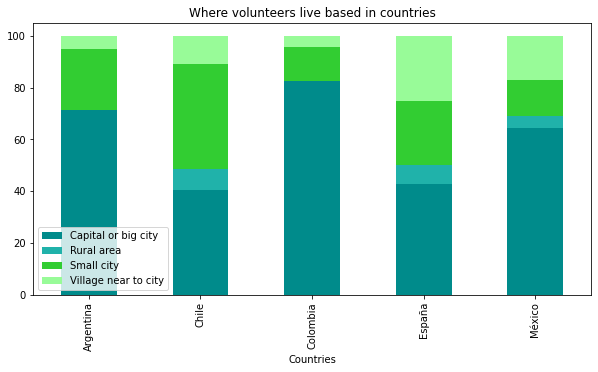 Where volunteers live based in countries
100
80
60
40
20
0
Capital or big city
Rural area
Small city
Village near to city
Argentina
Chile
Colombia
España
México
Countries